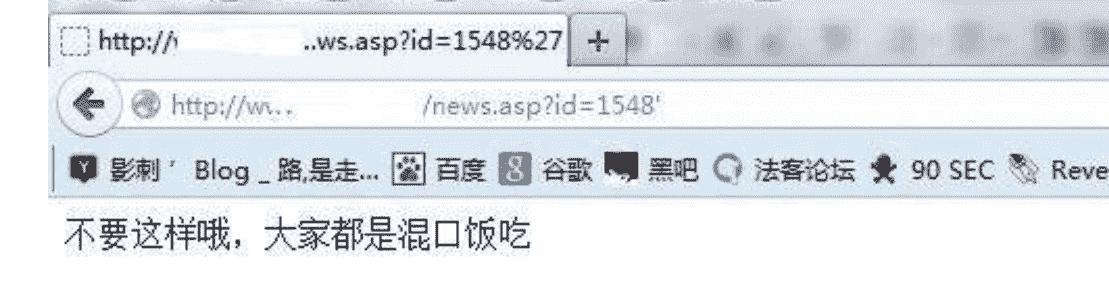 http:// ..ws.asp?id=1548%27
http://w.. /news.asp?id=1548'
影刺 ' Blog _ 路,是走... 百度 谷歌 黑吧 法客论坛 90 SEC Reve
不要这样哦，大家都是混口饭吃